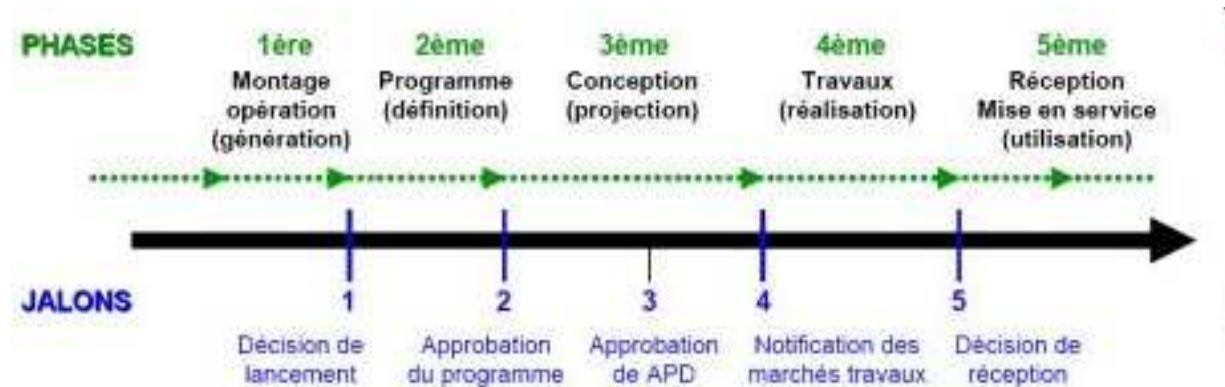 PHASES 1ère 2ème 3ème 4ème 5ème
Montage Programme Conception Travaux Réception
opération (définition) (projection) (réalisation) Mise en service
(génération) (utilisation)
JALONS 1 2 3 4 5
Décision de Approbation Approbation Notification des Décision de
lancement du programme de APD marchés travaux réception